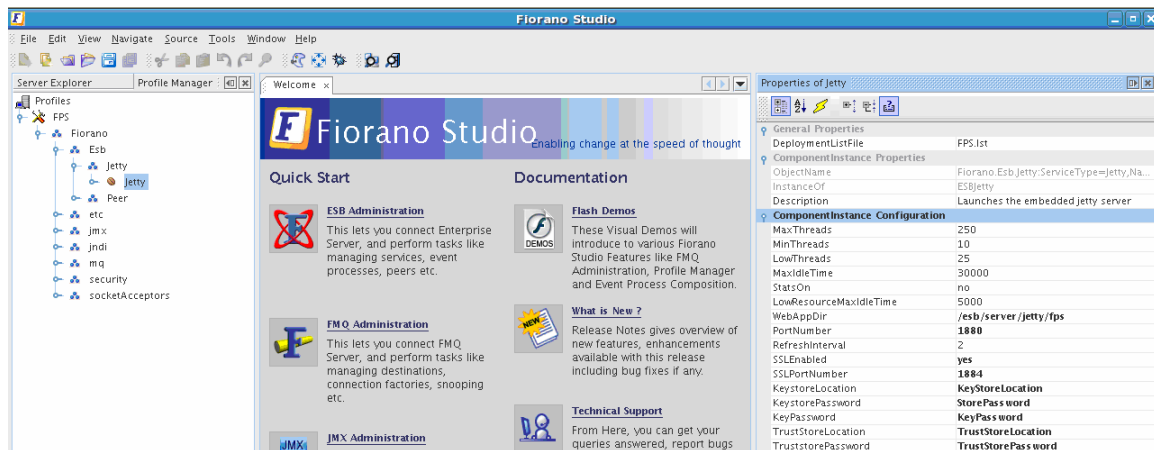 Fiorano Studio
File Edit View Navigate Source Tools Window Help
Server Explorer
Profile Manager
Profiles
FPS
Fiorano
Esb
Jetty
Jetty
Peer
etc
jmx
jndi
mq
security
socketAcceptors
Welcome
Fiorano Studio
Enabling change at the speed of thought
Quick Start
ESB Administration
This lets you connect Enterprise
Server, and perform tasks like
managing services, event
processes, peers etc.
FMQ Administration
This lets you connect FMQ
Server, and perform tasks like
managing destinations,
connection factories, snooping
etc.
JMX
JMX Administration
Documentation
DEMOS
Flash Demos
These Visual Demos will
introduce to various Fiorano
Studio Features like FMQ
Administration, Profile Manager
and Event Process Composition.
NEW
What is New ?
Release Notes gives overview of
new features, enhancements
available with this release
including bug fixes if any.
Technical Support
From Here, you can get your
queries answered, report bugs
Properties of Jetty
General Properties
DeploymentListFile FPS.lst
ComponentInstance Properties
ObjectName Fiorano.Esb.Jetty:ServiceType=Jetty,Na...
InstanceOf ESBJetty
Description Launches the embedded jetty server
ComponentInstance Configuration
MaxThreads 250
MinThreads 10
LowThreads 25
MaxIdleTime 30000
StatsOn no
LowResourceMaxIdleTime 5000
WebAppDir /esb/server/jetty/fps
PortNumber 1880
RefreshInterval 2
SSLEnabled yes
SSLPortNumber 1884
KeystoreLocation KeyStoreLocation
KeystorePassword StorePassword
KeyPassword KeyPassword
TrustStoreLocation TrustStoreLocation
TruststorePassword TrustStorePassword